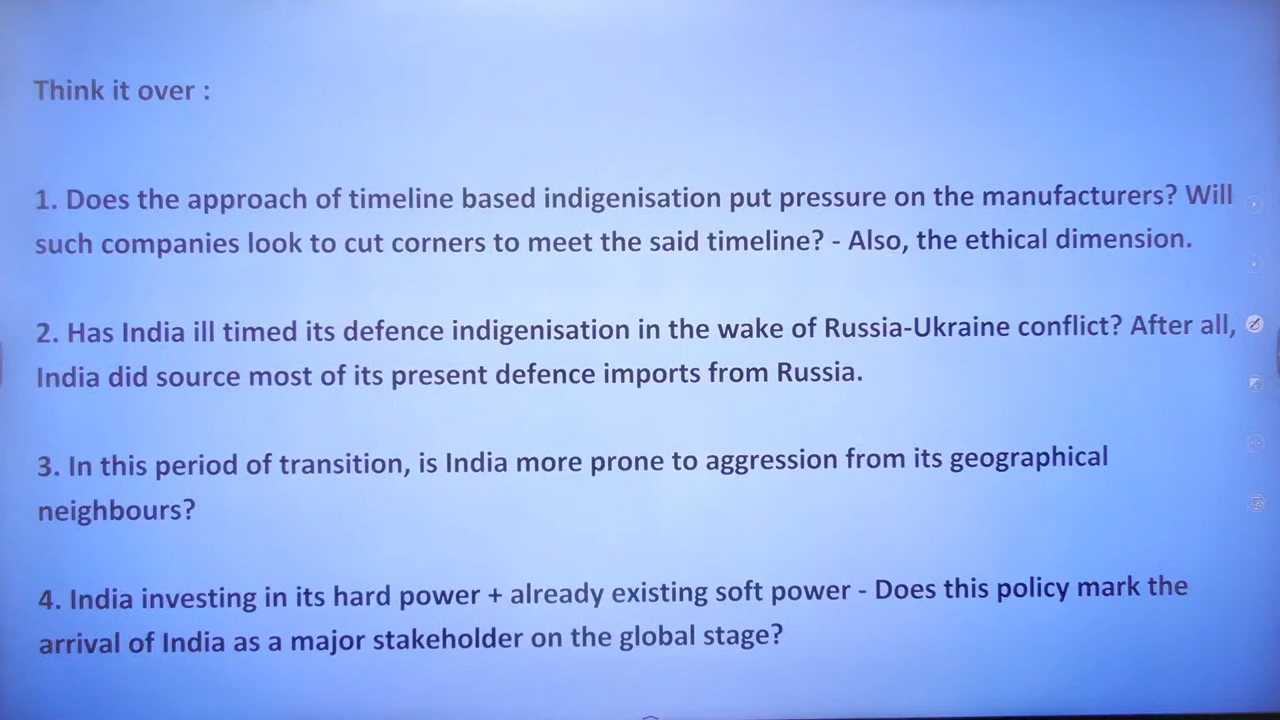 Think it over :
1. Does the approach of timeline based indigenisation put pressure on the manufacturers? Will
such companies look to cut corners to meet the said timeline? - Also, the ethical dimension.
2. Has India ill timed its defence indigenisation in the wake of Russia-Ukraine conflict? After all,
India did source most of its present defence imports from Russia.
3. In this period of transition, is India more prone to aggression from its geographical
neighbours?
4. India investing in its hard power + already existing soft power - Does this policy mark the
arrival of India as a major stakeholder on the global stage?